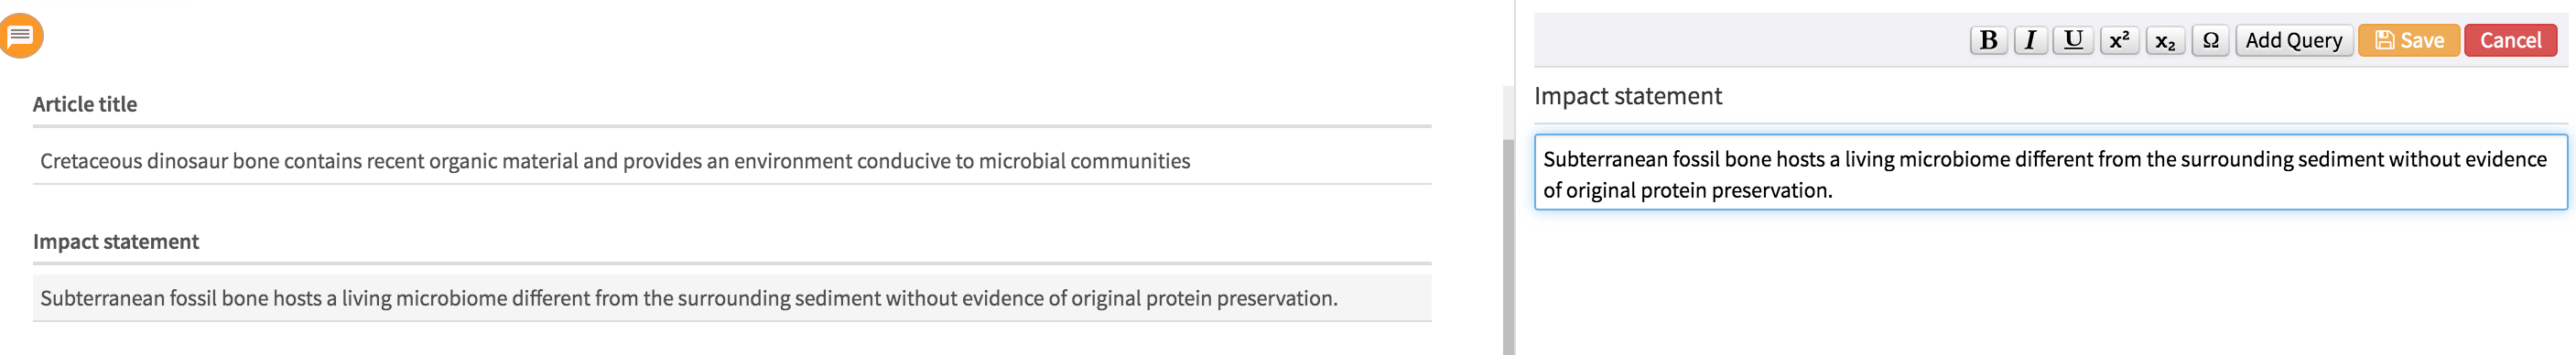 B I U x² x₂ Ω Add Query Save Cancel
Article title
Cretaceous dinosaur bone contains recent organic material and provides an environment conducive to microbial communities
Impact statement
Subterranean fossil bone hosts a living microbiome different from the surrounding sediment without evidence of original protein preservation.
Impact statement
Subterranean fossil bone hosts a living microbiome different from the surrounding sediment without evidence
of original protein preservation.